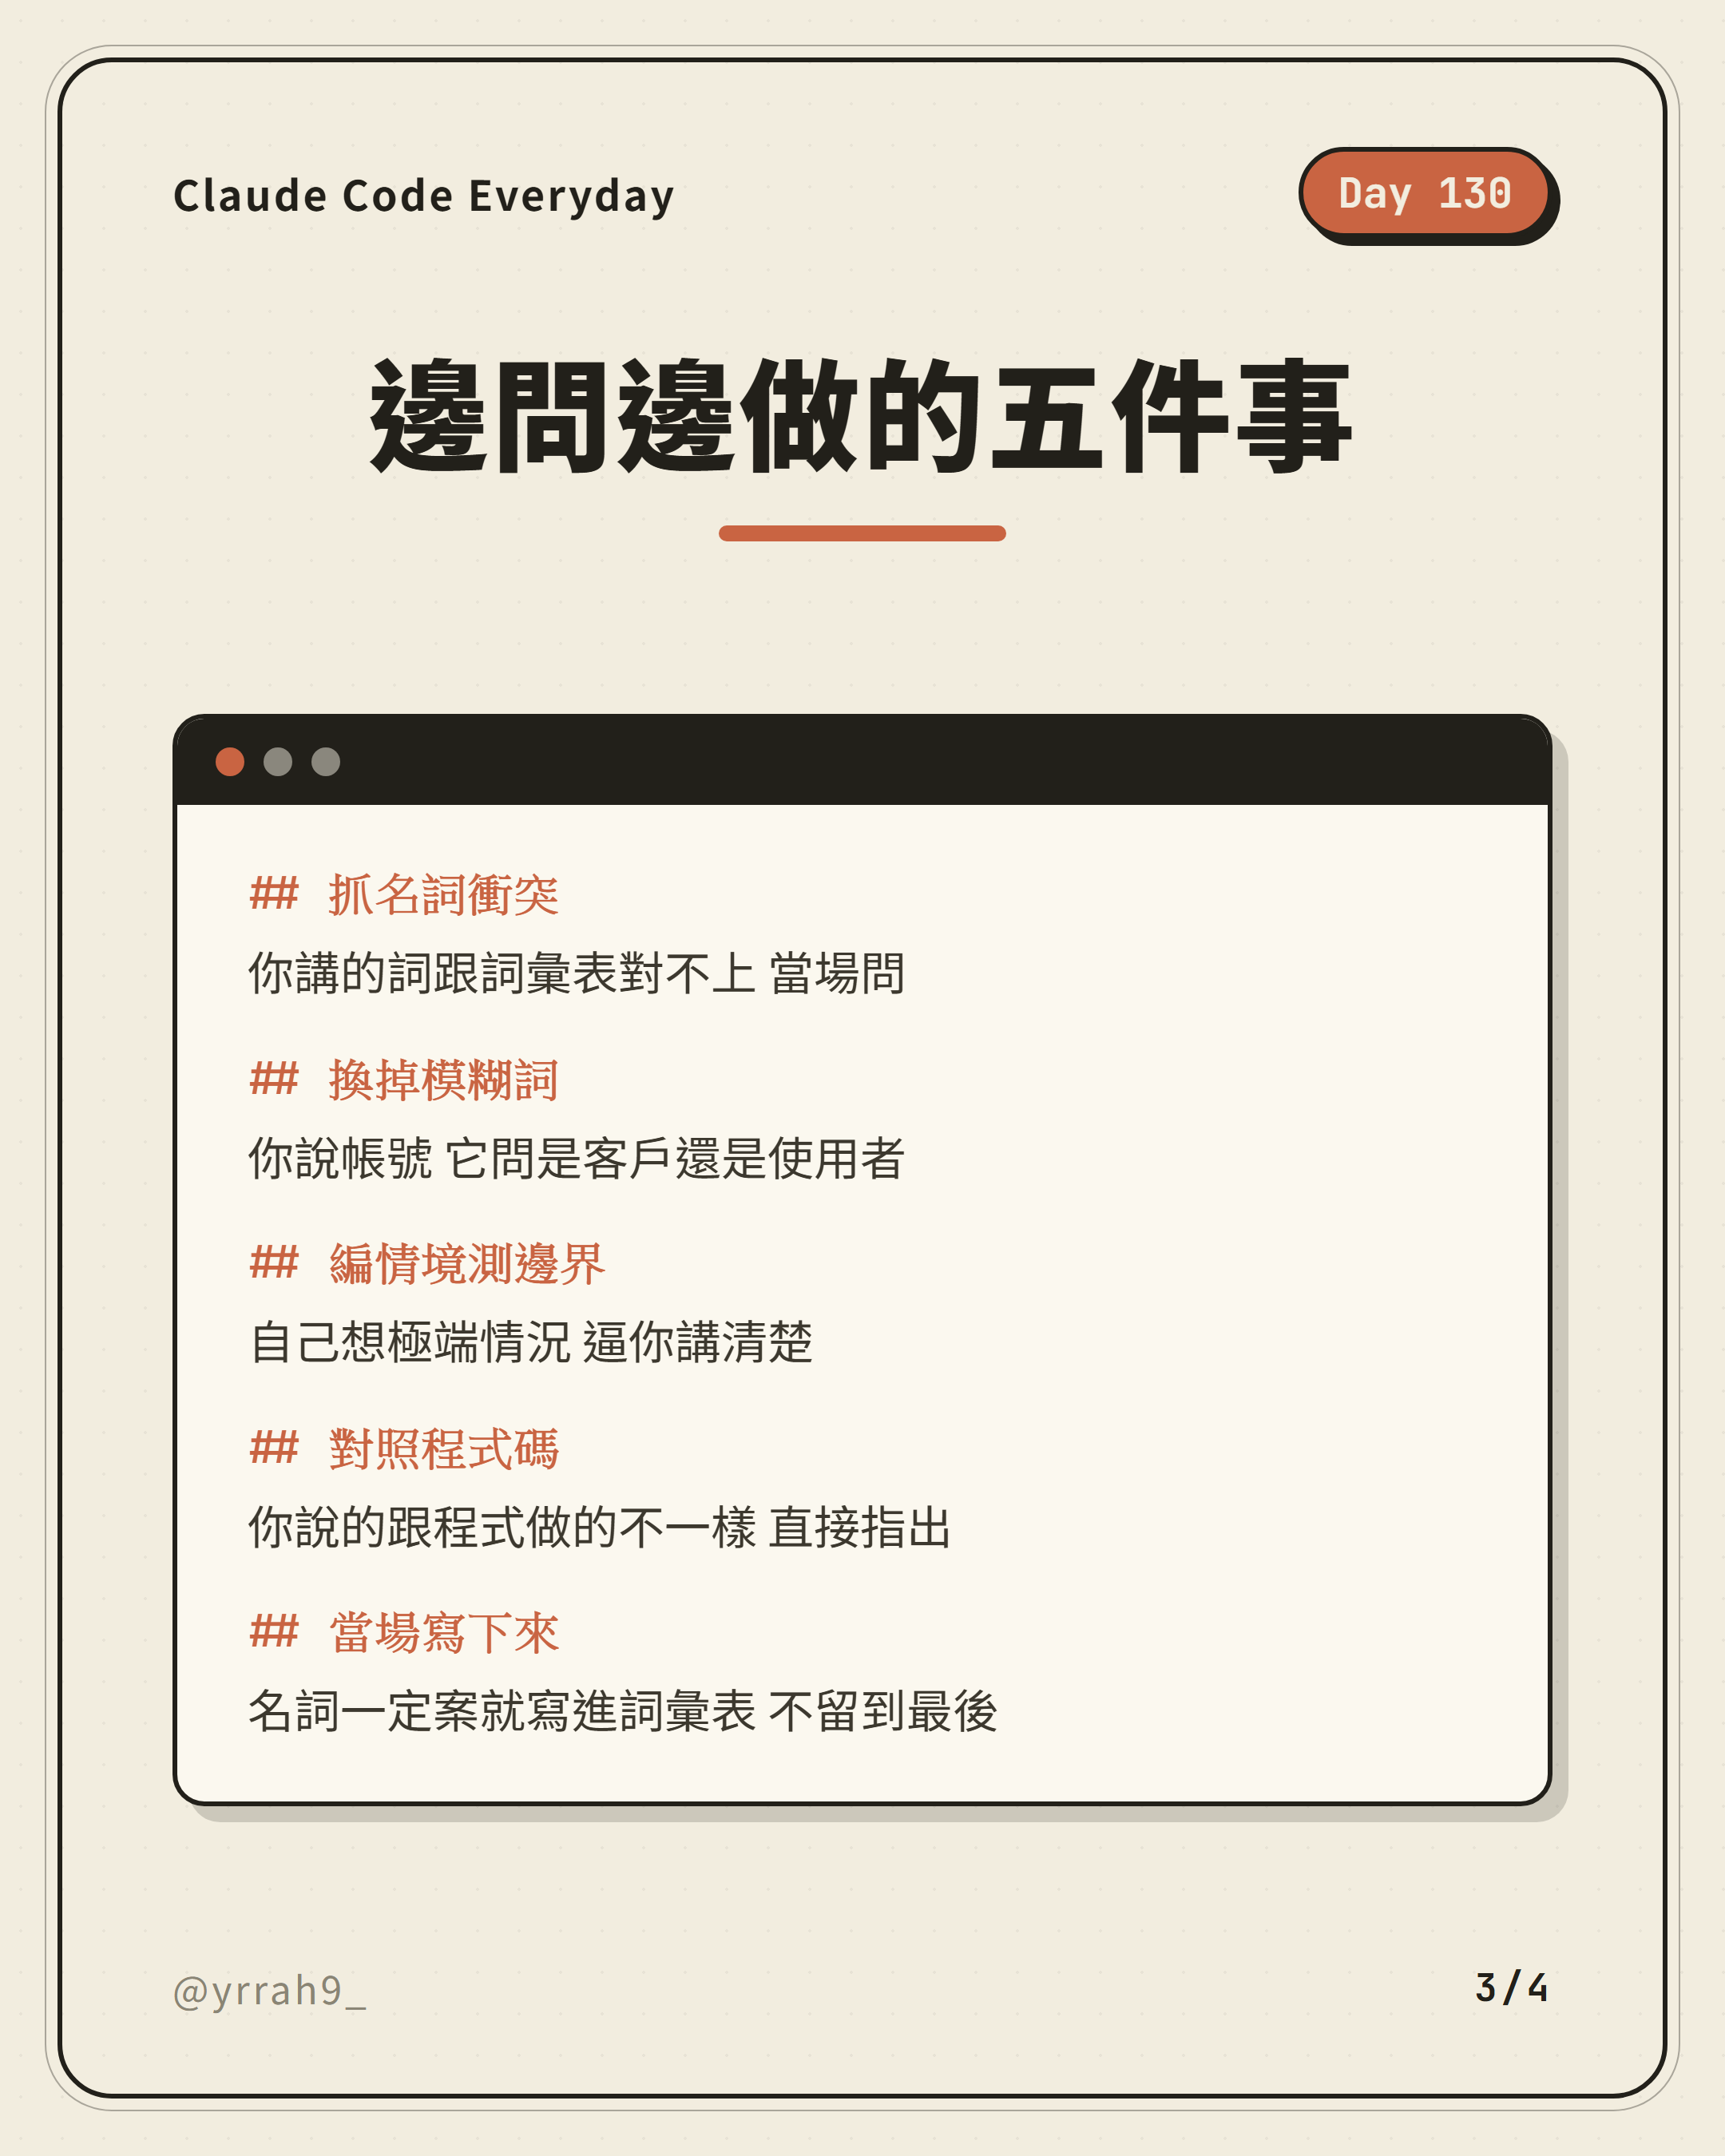 Claude Code Everyday
Day 130
邊問邊做的五件事
## 抓名詞衝突
你講的詞跟詞彙表對不上 當場問
## 換掉模糊詞
你說帳號 它問是客戶還是使用者
## 編情境測邊界
自己想極端情況 逼你講清楚
## 對照程式碼
你說的跟程式做的不一樣 直接指出
## 當場寫下來
名詞一定案就寫進詞彙表 不留到最後
@yrrah9_
3/4